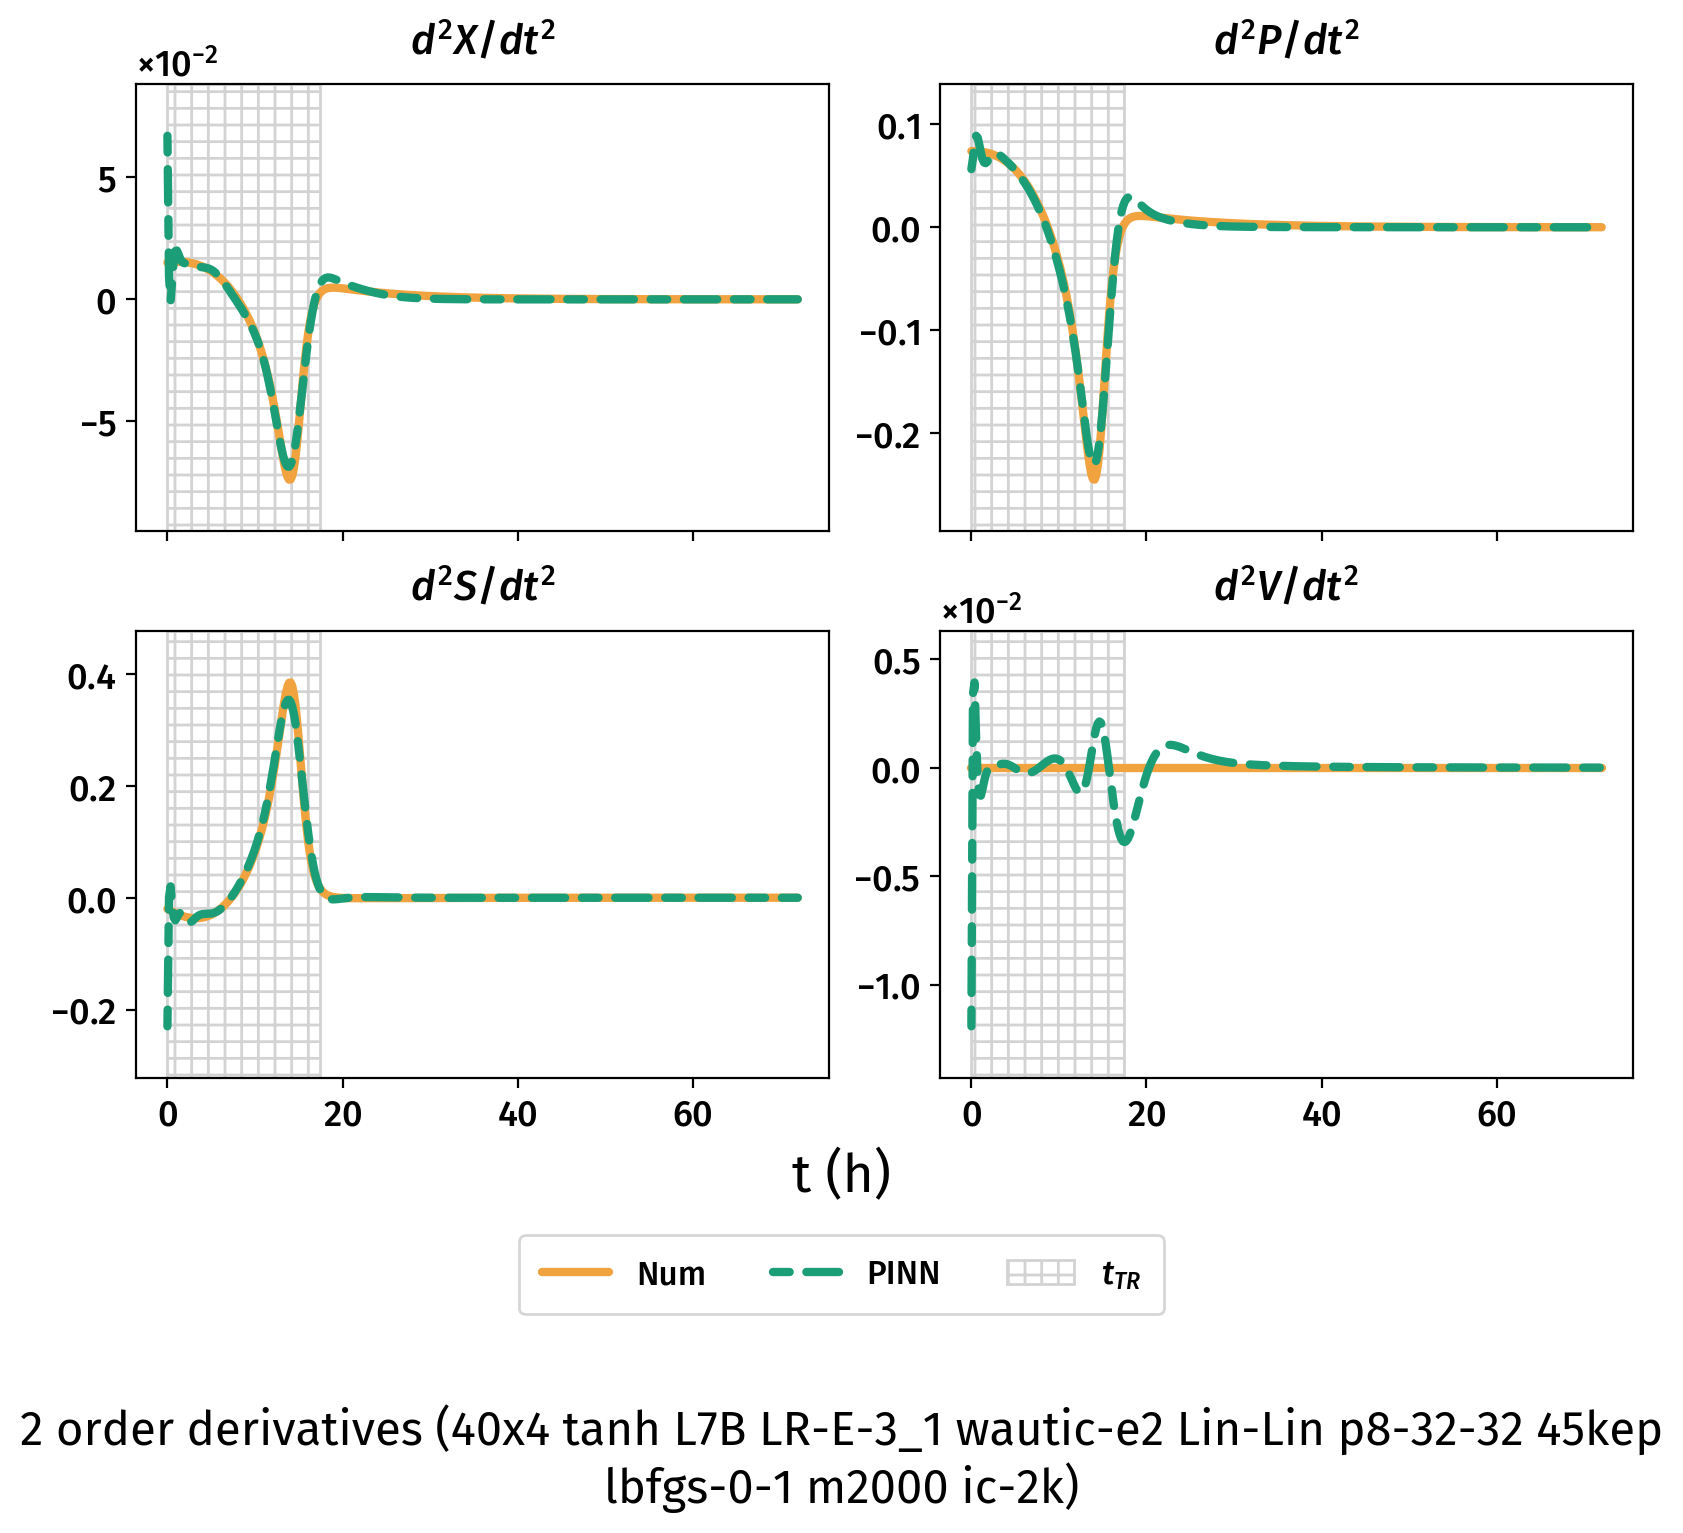 d²X/dt²
d²P/dt²
×10⁻²
5
0
−5
0.1
0.0
−0.1
−0.2
d²S/dt²
d²V/dt²
×10⁻²
0.4
0.2
0.0
−0.2
0.5
0.0
−0.5
−1.0
0 20 40 60
0 20 40 60
t (h)
Num PINN t_TR
2 order derivatives (40x4 tanh L7B LR-E-3_1 wautic-e2 Lin-Lin p8-32-32 45kep
lbfgs-0-1 m2000 ic-2k)